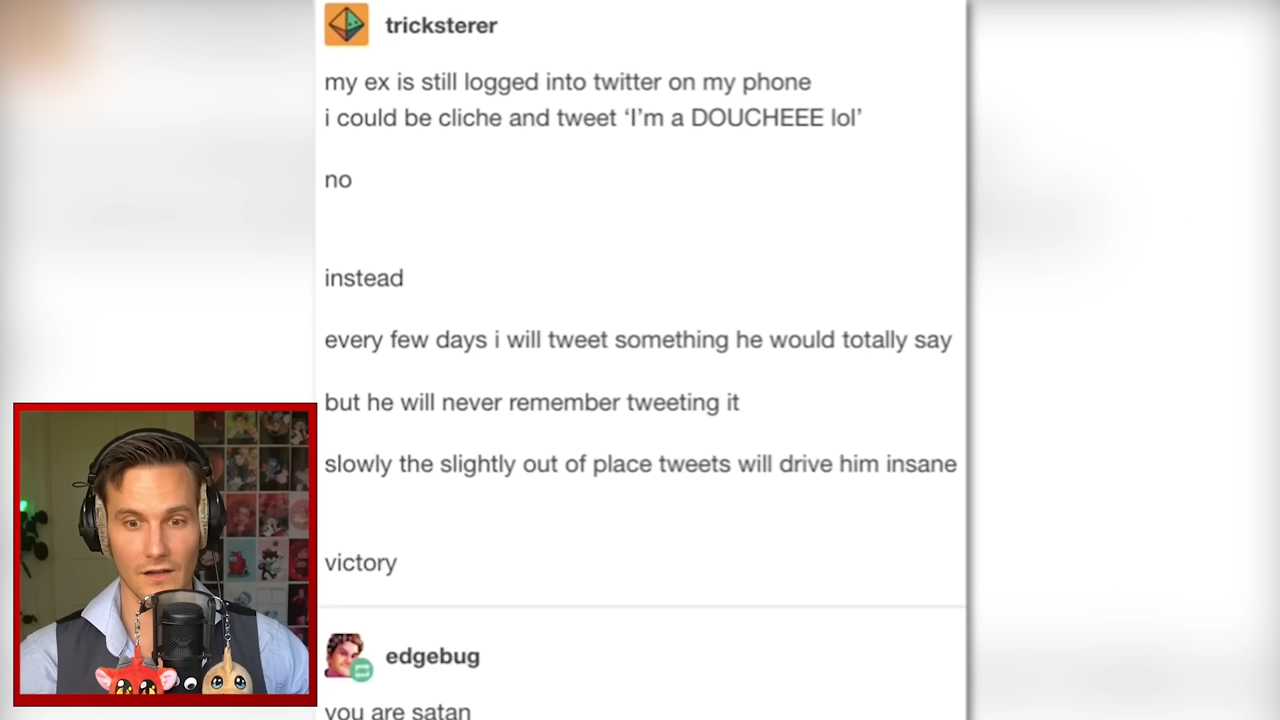 tricksterer
my ex is still logged into twitter on my phone
i could be cliche and tweet ‘I’m a DOUCHEEE lol’
no
instead
every few days i will tweet something he would totally say
but he will never remember tweeting it
slowly the slightly out of place tweets will drive him insane
victory
edgebug
you are satan